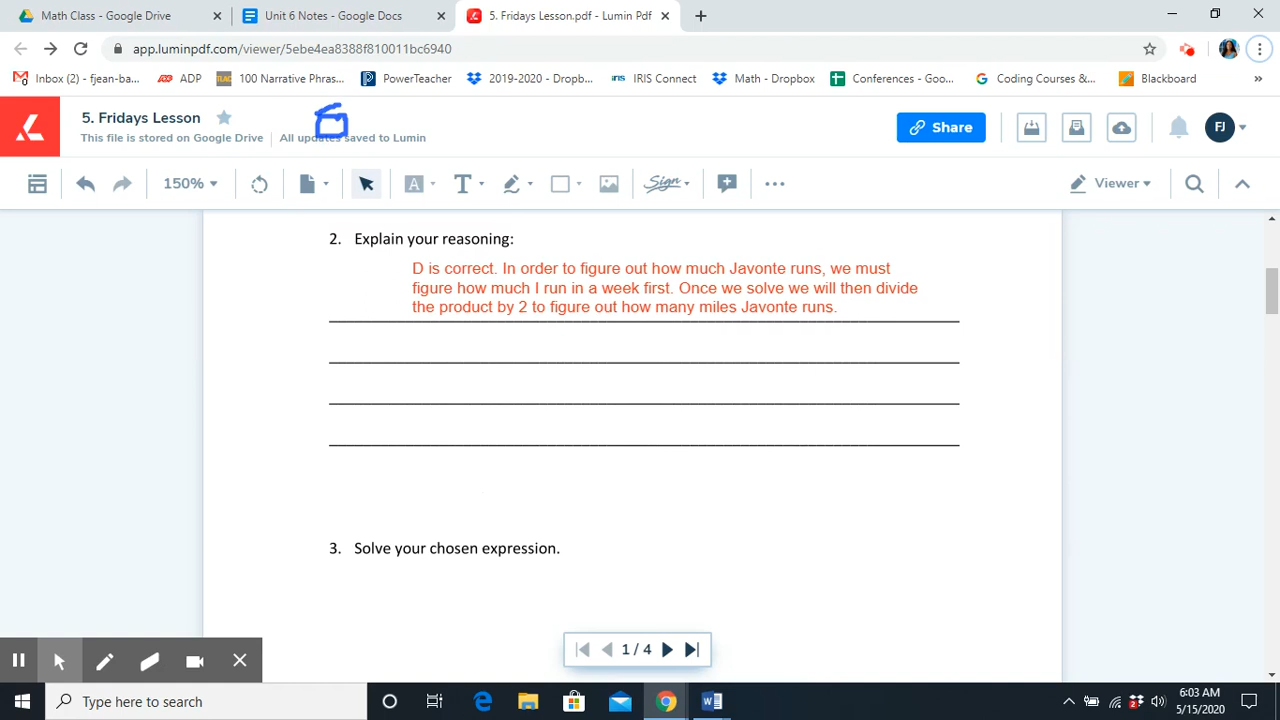 Math Class - Google Drive
Unit 6 Notes - Google Docs
5. Fridays Lesson.pdf - Lumin Pdf
app.luminpdf.com/viewer/5ebe4ea8388f810011bc6940
Inbox (2) - fjean-ba...
ADP
TLAC
100 Narrative Phras...
PowerTeacher
2019-2020 - Dropb...
iris
IRIS Connect
Math - Dropbox
Conferences - Goo...
Coding Courses &...
Blackboard
»
5. Fridays Lesson
6
This file is stored on Google Drive
All updates saved to Lumin
Share
FJ
150%
A
T
Sign
Viewer
2. Explain your reasoning:
D is correct. In order to figure out how much Javonte runs, we must
figure how much I run in a week first. Once we solve we will then divide
the product by 2 to figure out how many miles Javonte runs.
3. Solve your chosen expression.
1 / 4
Type here to search
2
6:03 AM
5/15/2020